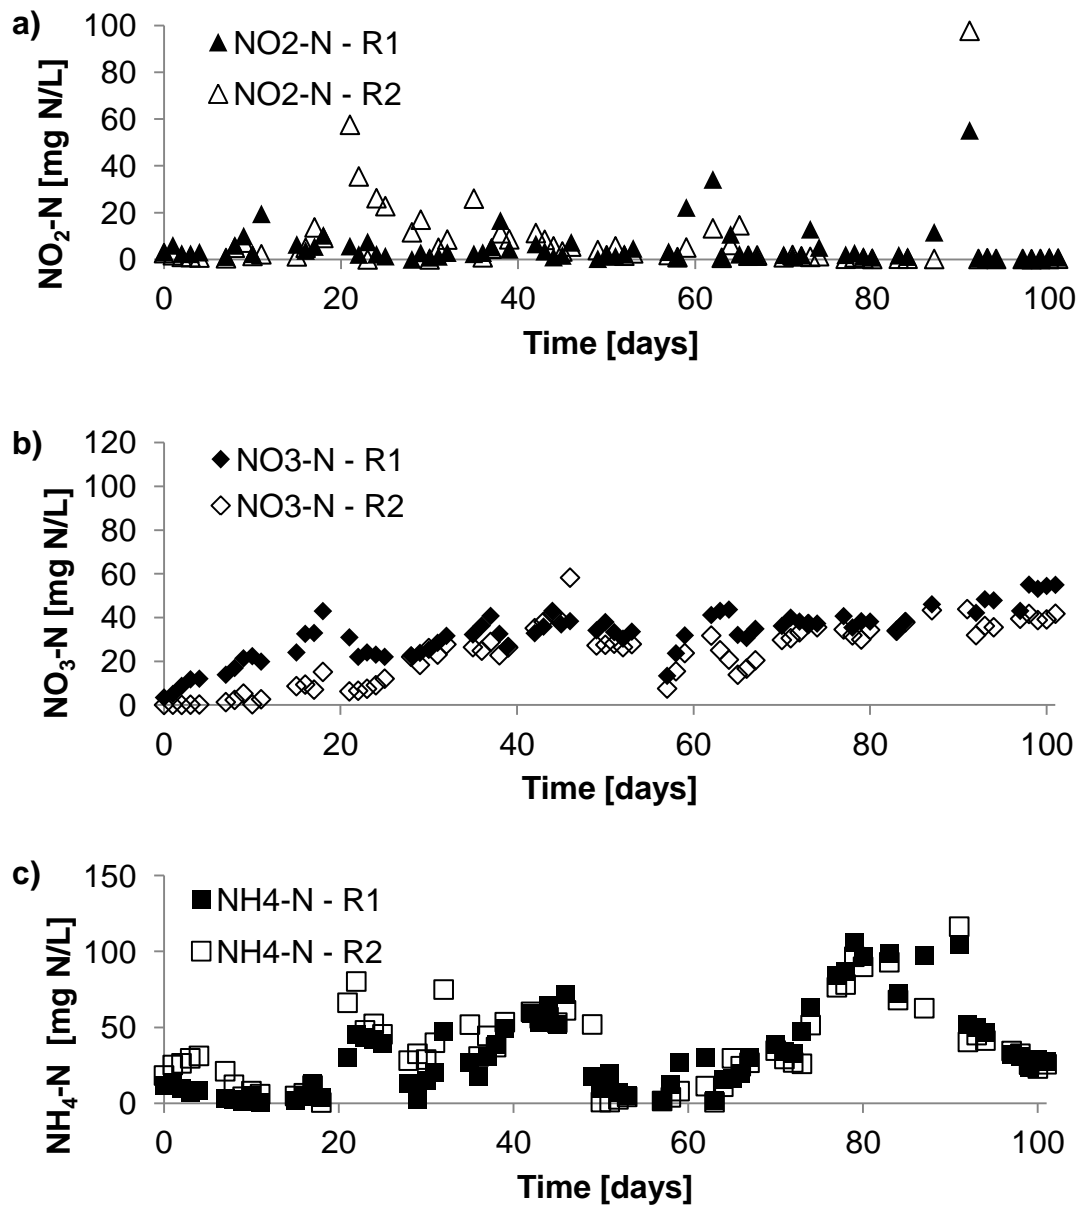 a)
NO2-N - R1
NO2-N - R2
NO₂-N [mg N/L]
100
80
60
40
20
0
0 20 40 60 80 100
Time [days]
b)
NO3-N - R1
NO3-N - R2
NO₃-N [mg N/L]
120
100
80
60
40
20
0
0 20 40 60 80 100
Time [days]
c)
NH4-N - R1
NH4-N - R2
NH₄-N [mg N/L]
150
100
50
0
0 20 40 60 80 100
Time [days]